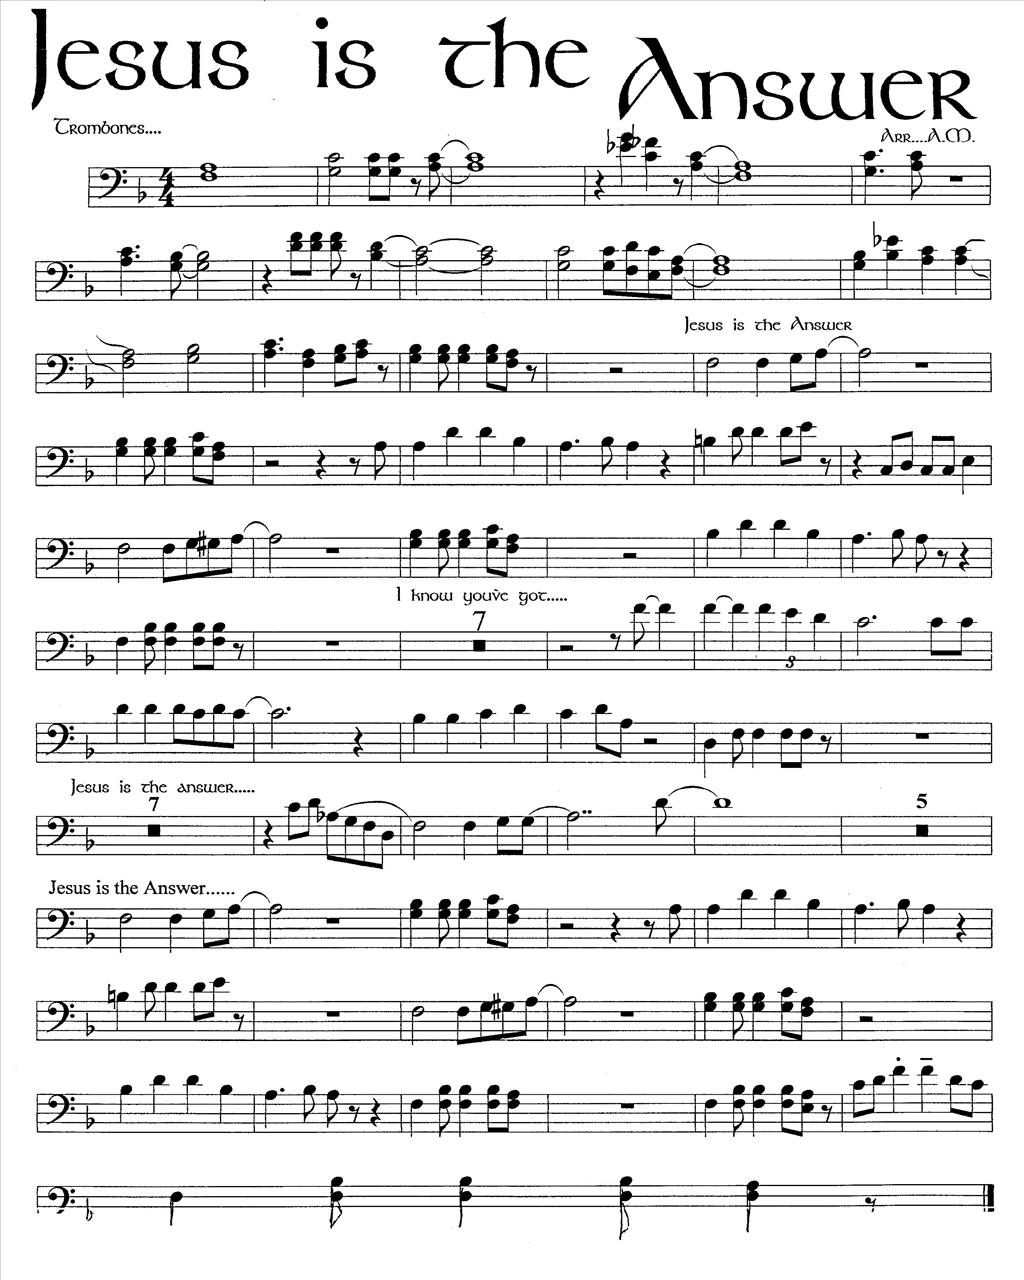 Jesus is the Answer
Trombones....
Arr....A.M.
4
4
Jesus is the Answer
I know you've got.....
7
3
Jesus is the answer.....
7
5
Jesus is the Answer......